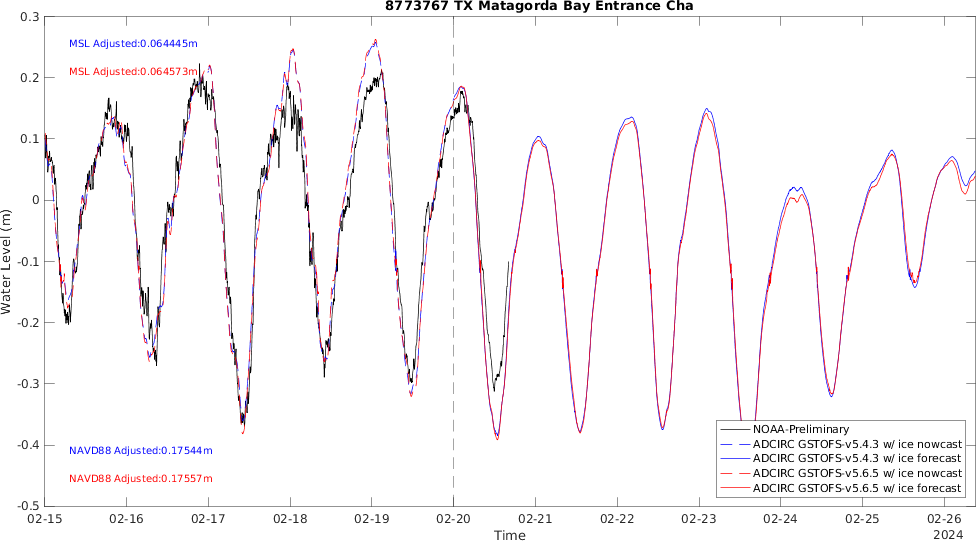 8773767 TX Matagorda Bay Entrance Cha
0.3
0.2
0.1
0
-0.1
-0.2
-0.3
-0.4
-0.5
Water Level (m)
MSL Adjusted:0.064445m
MSL Adjusted:0.064573m
NAVD88 Adjusted:0.17544m
NAVD88 Adjusted:0.17557m
NOAA-Preliminary
ADCIRC GSTOFS-v5.4.3 w/ ice nowcast
ADCIRC GSTOFS-v5.4.3 w/ ice forecast
ADCIRC GSTOFS-v5.6.5 w/ ice nowcast
ADCIRC GSTOFS-v5.6.5 w/ ice forecast
02-15 02-16 02-17 02-18 02-19 02-20 02-21 02-22 02-23 02-24 02-25 02-26
2024
Time